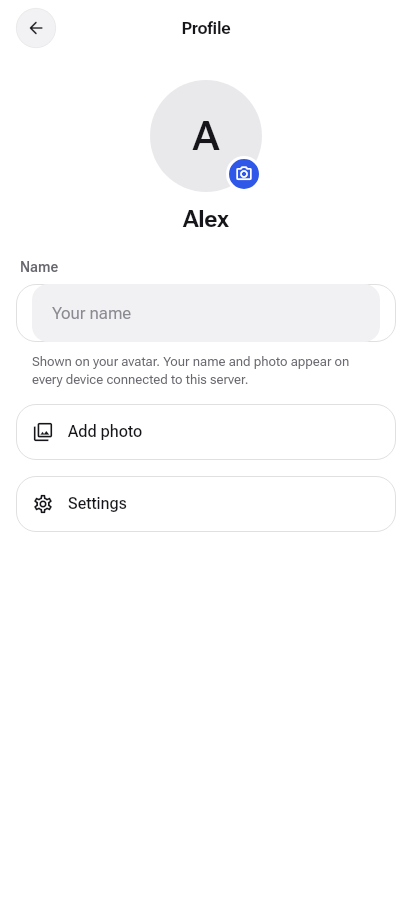 Profile
A
Alex
Name
Your name
Shown on your avatar. Your name and photo appear on
every device connected to this server.
Add photo
Settings